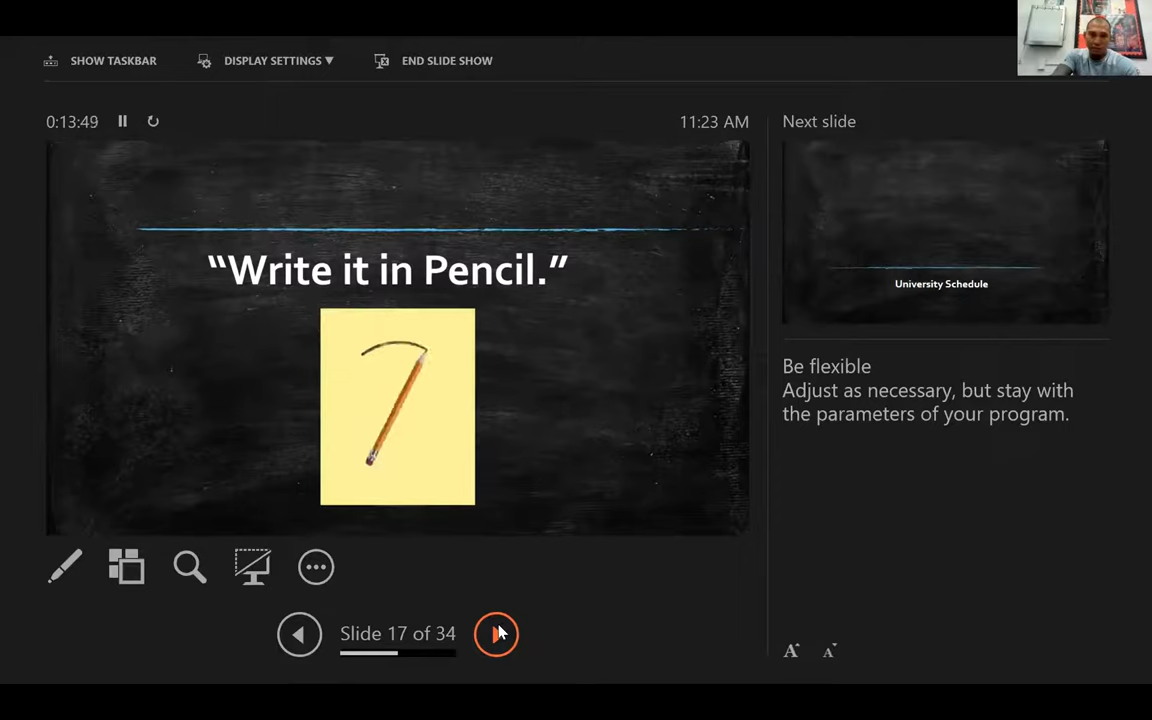 SHOW TASKBAR
DISPLAY SETTINGS ▼
END SLIDE SHOW
0:13:49
11:23 AM
Next slide
“Write it in Pencil.”
University Schedule
Be flexible
Adjust as necessary, but stay with
the parameters of your program.
Slide 17 of 34
A
A